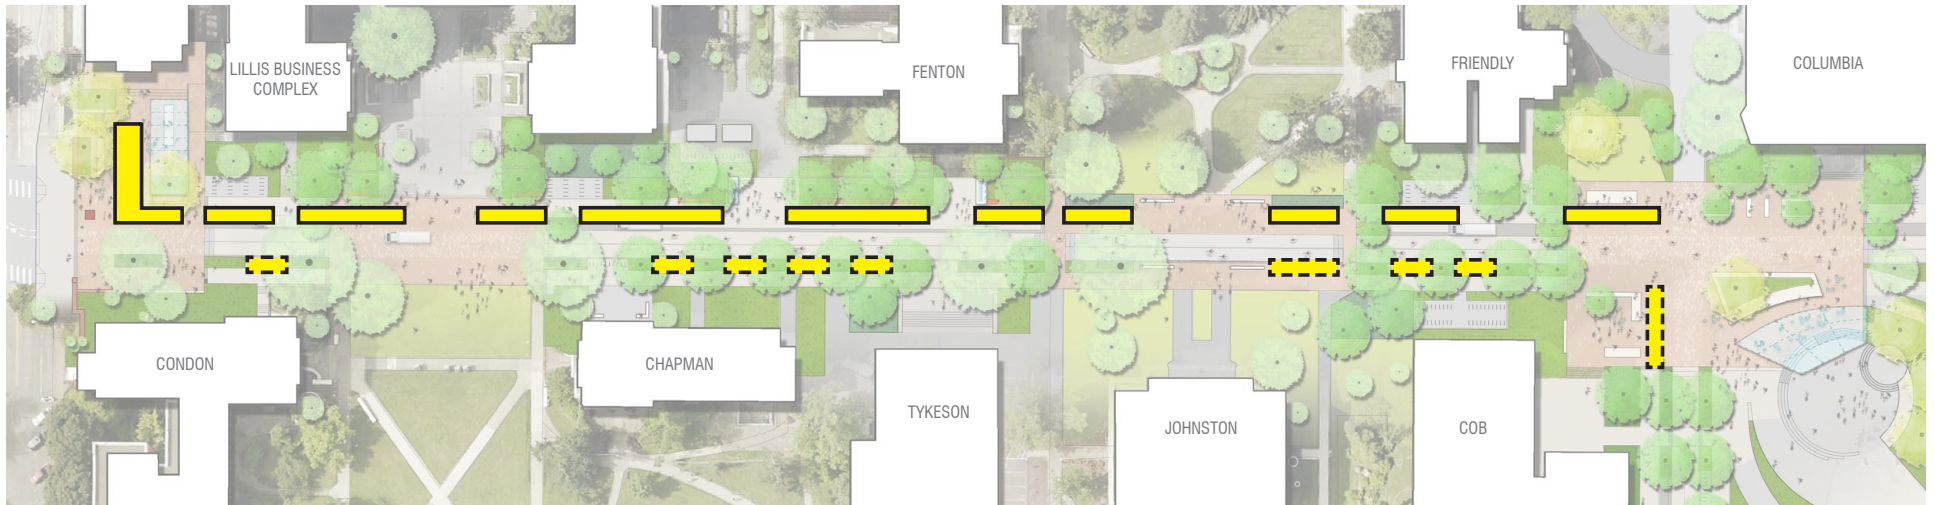 LILLIS BUSINESS
COMPLEX
FENTON
FRIENDLY
COLUMBIA
CONDON
CHAPMAN
TYKESON
JOHNSTON
COB